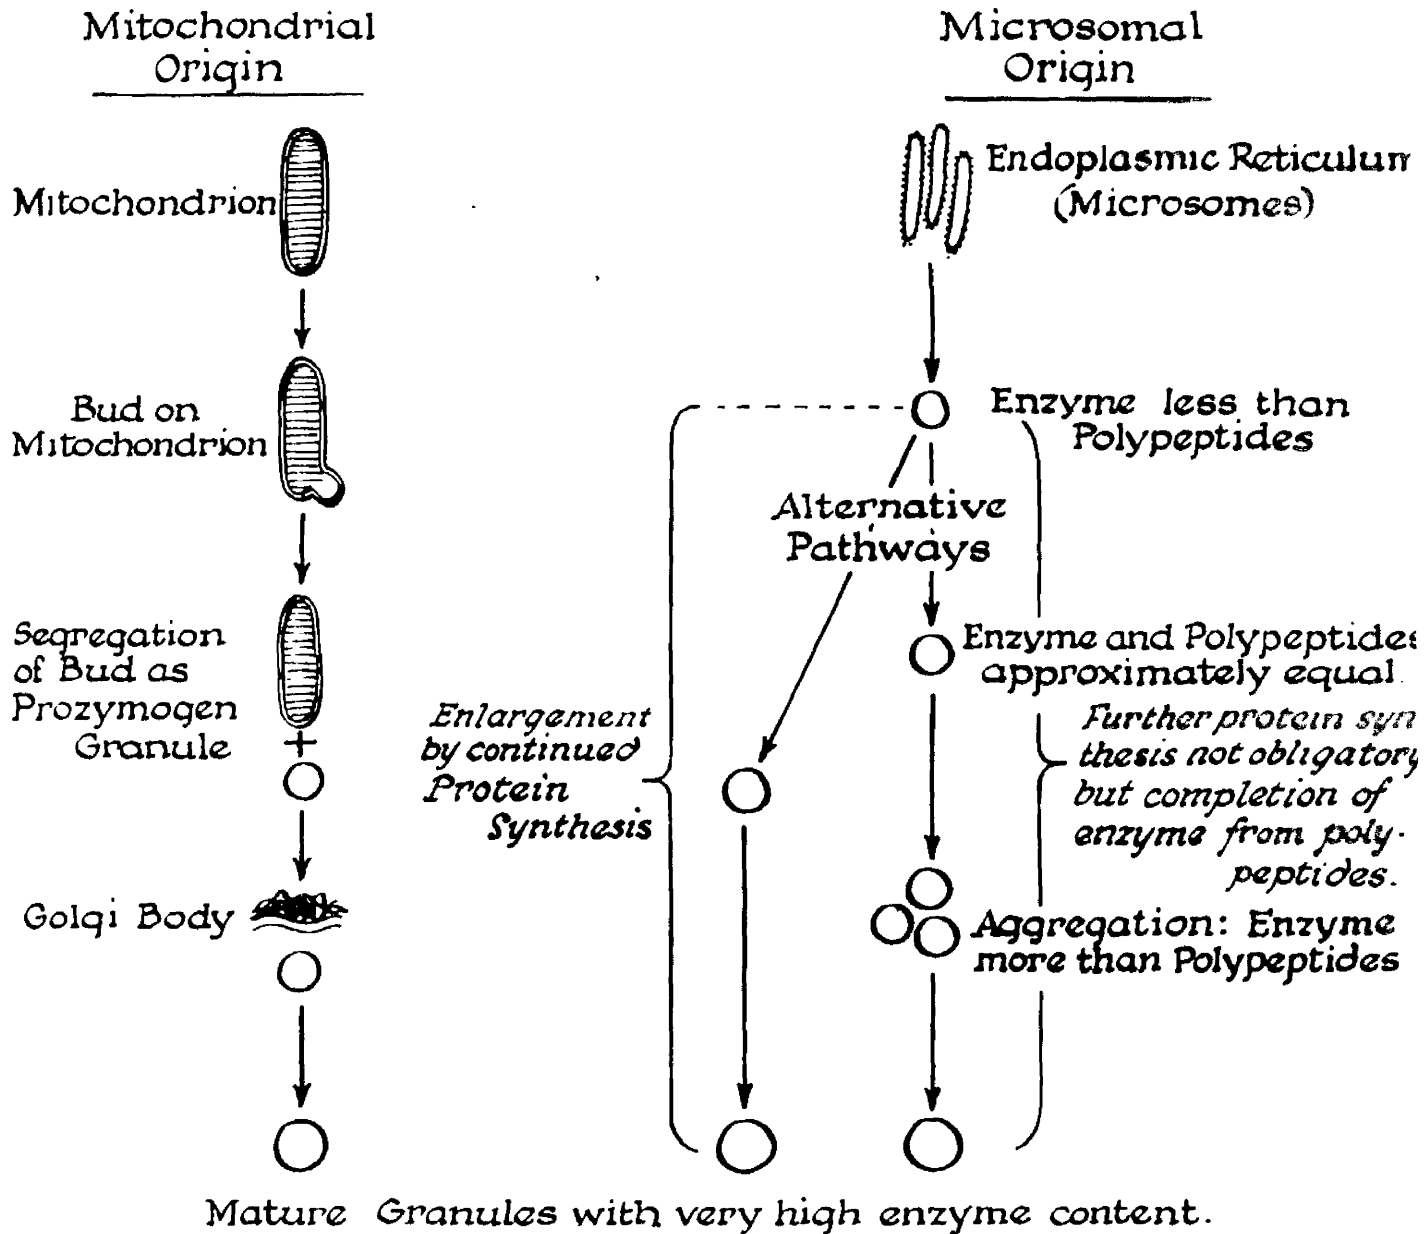 Mitochondrial
Origin
Mitochondrion
Bud on
Mitochondrion
Segregation
of Bud as
Prozymogen
Granule
+
Golgi Body
Microsomal
Origin
Endoplasmic Reticulum
(Microsomes)
Enzyme less than
Polypeptides
Alternative
Pathways
Enzyme and Polypeptides
approximately equal.
Enlargement
by continued
Protein
Synthesis
Further protein syn
thesis not obligatory
but completion of
enzyme from poly-
peptides.
Aggregation: Enzyme
more than Polypeptides
Mature Granules with very high enzyme content.